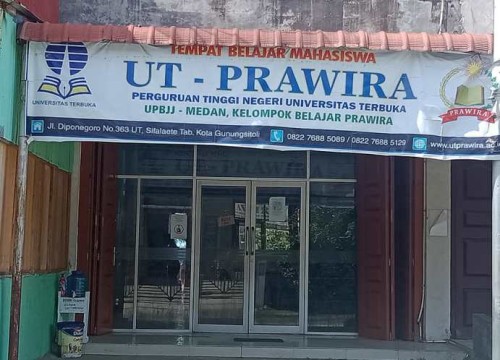 TEMPAT BELAJAR MAHASISWA
UT - PRAWIRA
PERGURUAN TINGGI NEGERI UNIVERSITAS TERBUKA
UPBJJ - MEDAN, KELOMPOK BELAJAR PRAWIRA
UNIVERSITAS TERBUKA
PRAWIRA
Jl. Diponegoro No.363 UT, Sifalaete Tab. Kota Gunungsitoli
0822 7688 5089 / 0822 7688 5129
www.utprawira.ac.